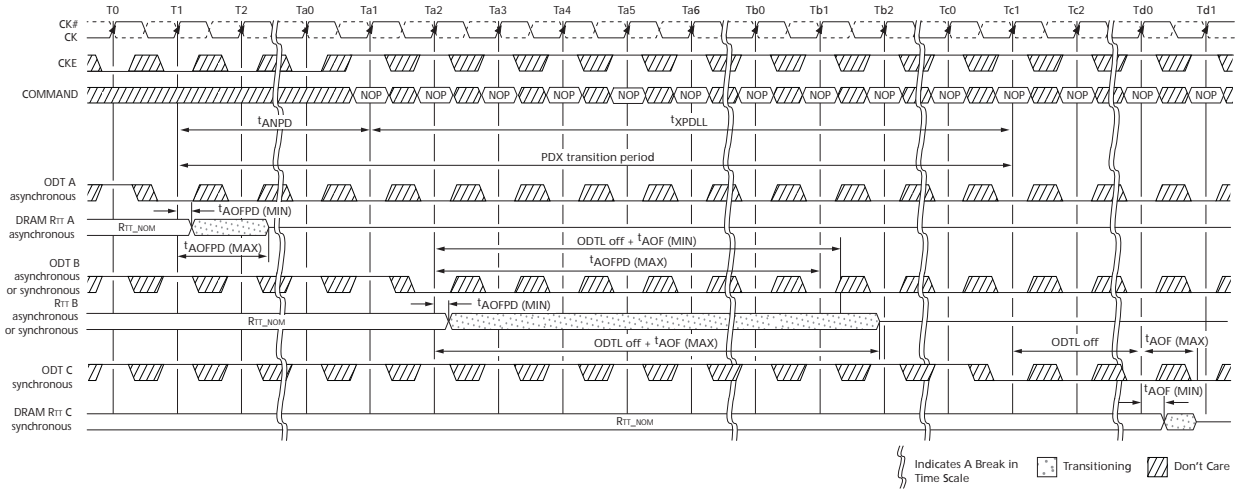 T0 T1 T2 Ta0 Ta1 Ta2 Ta3 Ta4 Ta5 Ta6 Tb0 Tb1 Tb2 Tc0 Tc1 Tc2 Td0 Td1
CK#
CK
CKE
COMMAND NOP NOP NOP NOP NOP NOP NOP NOP NOP NOP NOP NOP NOP NOP
tANPD tXPDLL
PDX transition period
ODT A
asynchronous
tAOFPD (MIN)
DRAM RTT A
asynchronous
RTT_NOM
tAOFPD (MAX)
ODTL off + tAOF (MIN)
tAOFPD (MAX)
ODT B
asynchronous
or synchronous
tAOFPD (MIN)
RTT B
asynchronous
or synchronous
RTT_NOM
ODTL off + tAOF (MAX)
ODTL off tAOF (MAX)
ODT C
synchronous
tAOF (MIN)
DRAM RTT C
synchronous
RTT_NOM
Indicates A Break in
Time Scale
Transitioning
Don't Care